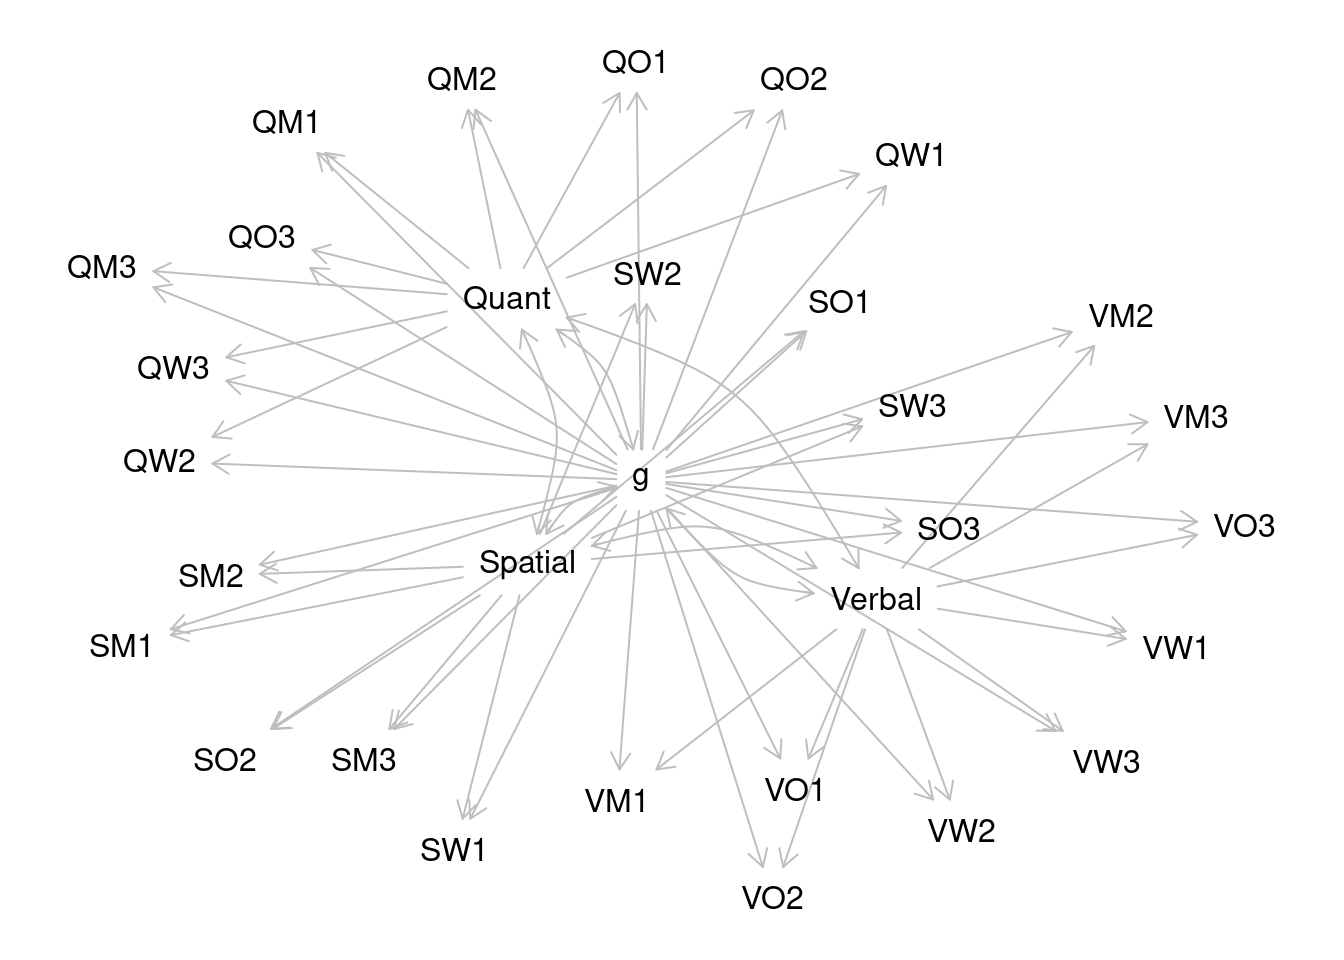 QO1
QM2
QO2
QM1
QW1
QO3
QM3
SW2
Quant
SO1
VM2
QW3
SW3
VM3
QW2
g
VO3
SO3
Spatial
SM2
Verbal
SM1
VW1
SO2
SM3
VW3
VO1
VM1
VW2
SW1
VO2